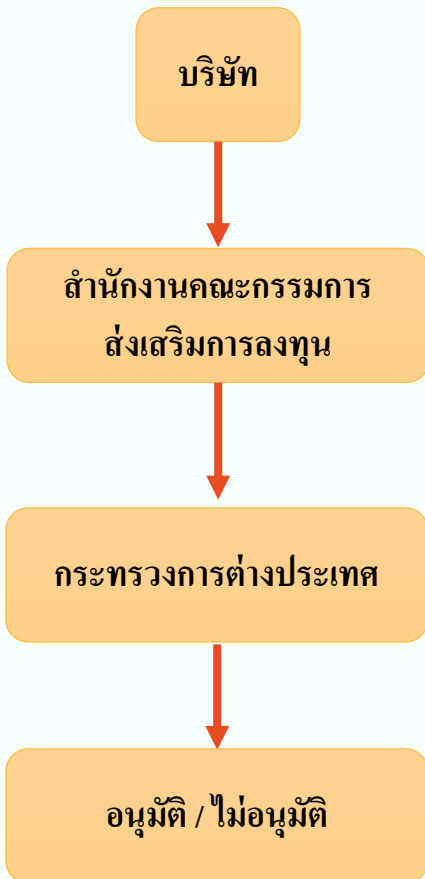 บริษัท
สำนักงานคณะกรรมการ
ส่งเสริมการลงทุน
กระทรวงการต่างประเทศ
อนุมัติ / ไม่อนุมัติ